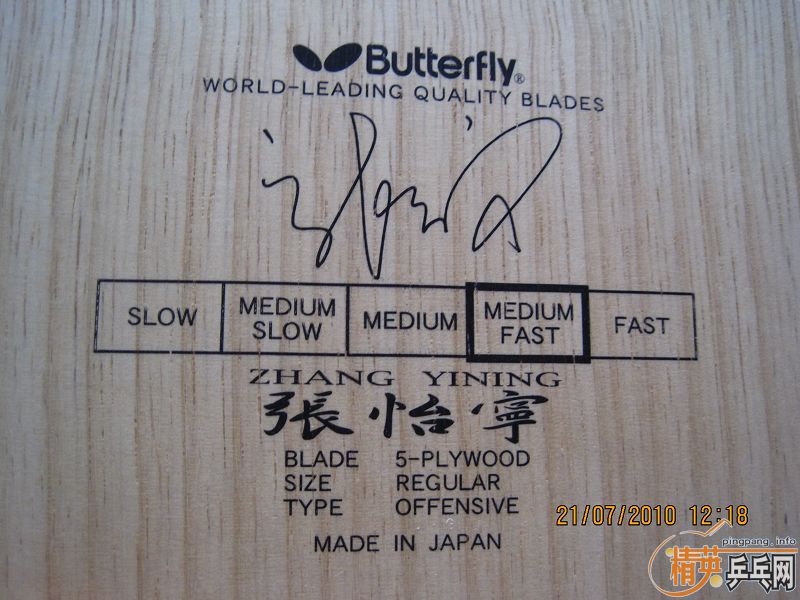 Butterfly®
WORLD-LEADING QUALITY BLADES
SLOW
MEDIUM SLOW
MEDIUM
MEDIUM FAST
FAST
ZHANG YINING
張怡寧
BLADE 5-PLYWOOD
SIZE REGULAR
TYPE OFFENSIVE
MADE IN JAPAN
21/07/2010 12:18
pingpang.info
精英乒乓网